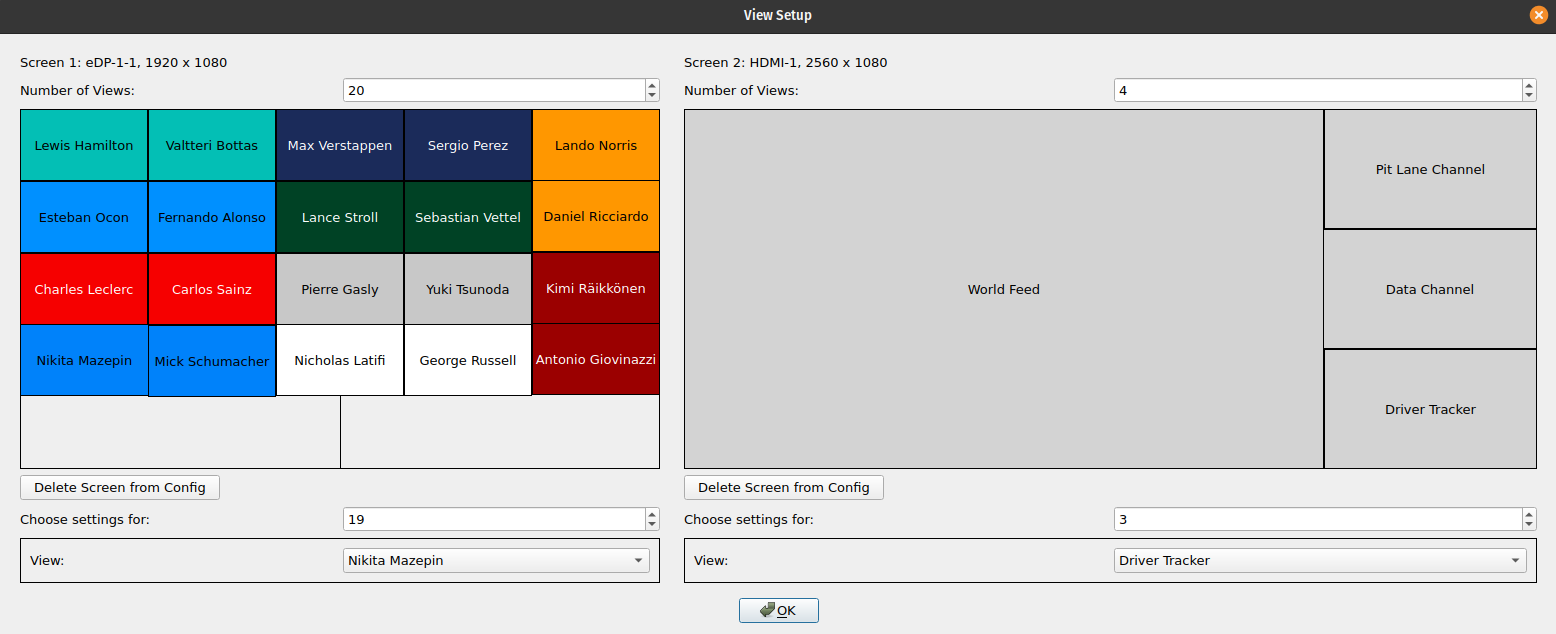 View Setup
Screen 1: eDP-1-1, 1920 x 1080
Number of Views:
20
Lewis Hamilton
Valtteri Bottas
Max Verstappen
Sergio Perez
Lando Norris
Esteban Ocon
Fernando Alonso
Lance Stroll
Sebastian Vettel
Daniel Ricciardo
Charles Leclerc
Carlos Sainz
Pierre Gasly
Yuki Tsunoda
Kimi Räikkönen
Nikita Mazepin
Mick Schumacher
Nicholas Latifi
George Russell
Antonio Giovinazzi
Delete Screen from Config
Choose settings for:
19
View:
Nikita Mazepin
Screen 2: HDMI-1, 2560 x 1080
Number of Views:
4
World Feed
Pit Lane Channel
Data Channel
Driver Tracker
Delete Screen from Config
Choose settings for:
3
View:
Driver Tracker
OK